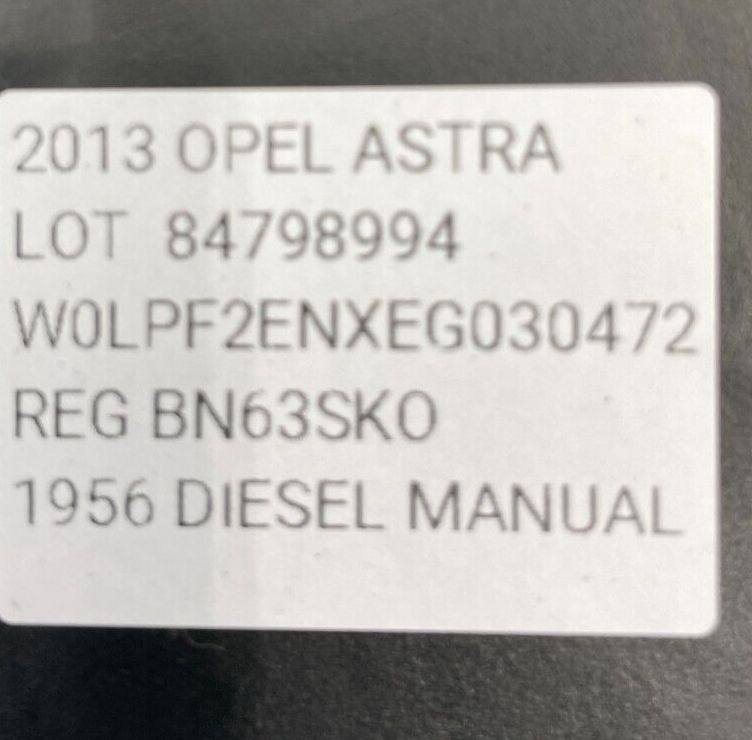 2013 OPEL ASTRA
LOT 84798994
W0LPF2ENXEG030472
REG BN63SKO
1956 DIESEL MANUAL